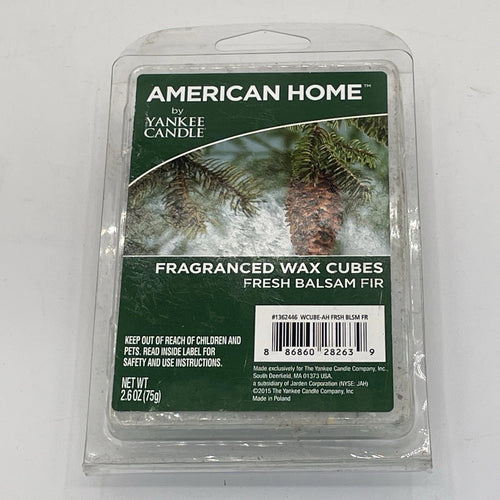 AMERICAN HOME™
by
YANKEE
CANDLE
FRAGRANCED WAX CUBES
FRESH BALSAM FIR
#1362446 WCUBE-AH FRSH BLSM FR
8 86860 28263 9
KEEP OUT OF REACH OF CHILDREN AND
PETS. READ INSIDE LABEL FOR
SAFETY AND USE INSTRUCTIONS.
NET WT
2.6 OZ (75g)
Made exclusively for The Yankee Candle Company, Inc.,
South Deerfield, MA 01373 USA,
a subsidiary of Jarden Corporation (NYSE: JAH)
©2015 The Yankee Candle Company, Inc
Made in Poland